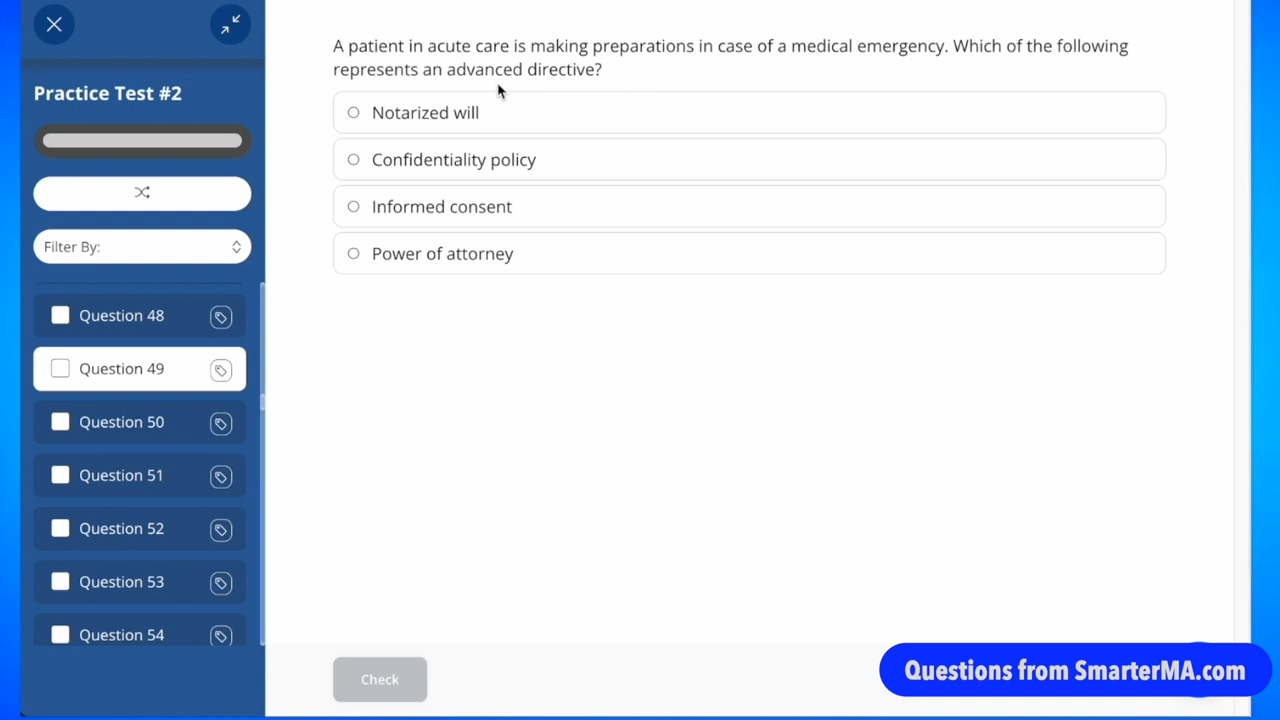 A patient in acute care is making preparations in case of a medical emergency. Which of the following
represents an advanced directive?
Notarized will
Confidentiality policy
Informed consent
Power of attorney
Practice Test #2
Filter By:
Question 48
Question 49
Question 50
Question 51
Question 52
Question 53
Question 54
Check
Questions from SmarterMA.com